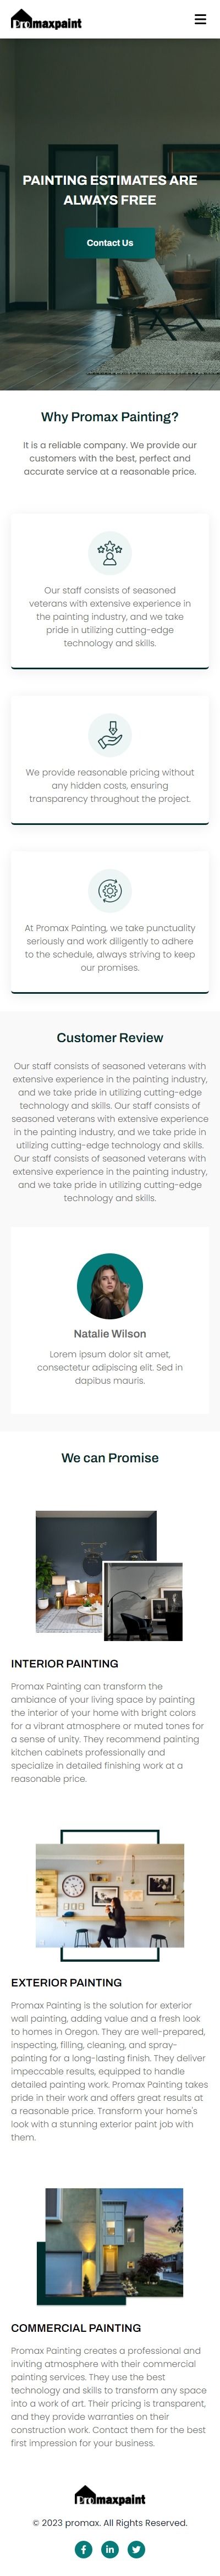 Promaxpaint
PAINTING ESTIMATES ARE
ALWAYS FREE
Contact Us
Why Promax Painting?
It is a reliable company. We provide our
customers with the best, perfect and
accurate service at a reasonable price.
Our staff consists of seasoned
veterans with extensive experience in
the painting industry, and we take
pride in utilizing cutting-edge
technology and skills.
We provide reasonable pricing without
any hidden costs, ensuring
transparency throughout the project.
At Promax Painting, we take punctuality
seriously and work diligently to adhere
to the schedule, always striving to keep
our promises.
Customer Review
Our staff consists of seasoned veterans with
extensive experience in the painting industry,
and we take pride in utilizing cutting-edge
technology and skills. Our staff consists of
seasoned veterans with extensive experience
in the painting industry, and we take pride in
utilizing cutting-edge technology and skills.
Our staff consists of seasoned veterans with
extensive experience in the painting industry,
and we take pride in utilizing cutting-edge
technology and skills.
Natalie Wilson
Lorem ipsum dolor sit amet,
consectetur adipiscing elit. Sed in
dapibus mauris.
We can Promise
INTERIOR PAINTING
Promax Painting can transform the
ambiance of your living space by painting
the interior of your home with bright colors
for a vibrant atmosphere or muted tones for
a sense of unity. They recommend painting
kitchen cabinets professionally and
specialize in detailed finishing work at a
reasonable price.
EXTERIOR PAINTING
Promax Painting is the solution for exterior
wall painting, adding value and a fresh look
to homes in Oregon. They are well-prepared,
inspecting, filling, cleaning, and spray-
painting for a long-lasting finish. They deliver
impeccable results, equipped to handle
detailed painting work. Promax Painting takes
pride in their work and offers great results at
a reasonable price. Transform your home's
look with a stunning exterior paint job with
them.
COMMERCIAL PAINTING
Promax Painting creates a professional and
inviting atmosphere with their commercial
painting services. They use the best
technology and skills to transform any space
into a work of art. Their pricing is transparent,
and they provide warranties on their
construction work. Contact them for the best
first impression for your business.
Promaxpaint
© 2023 promax. All Rights Reserved.